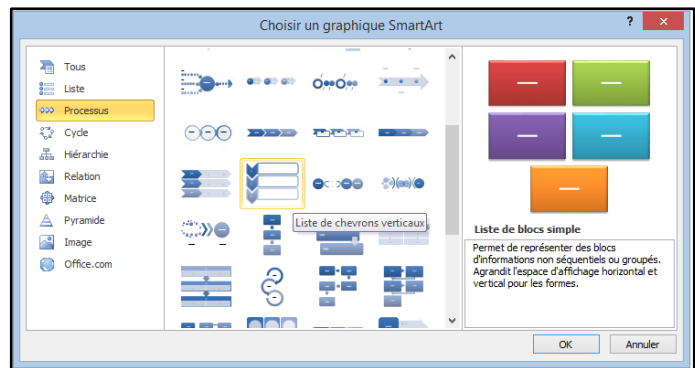 Choisir un graphique SmartArt
?
Tous
Liste
Processus
Cycle
Hiérarchie
Relation
Matrice
Pyramide
Image
Office.com
Liste de chevrons verticaux
Liste de blocs simple
Permet de représenter des blocs
d'informations non séquentiels ou groupés.
Agrandit l'espace d'affichage horizontal et
vertical pour les formes.
OK
Annuler